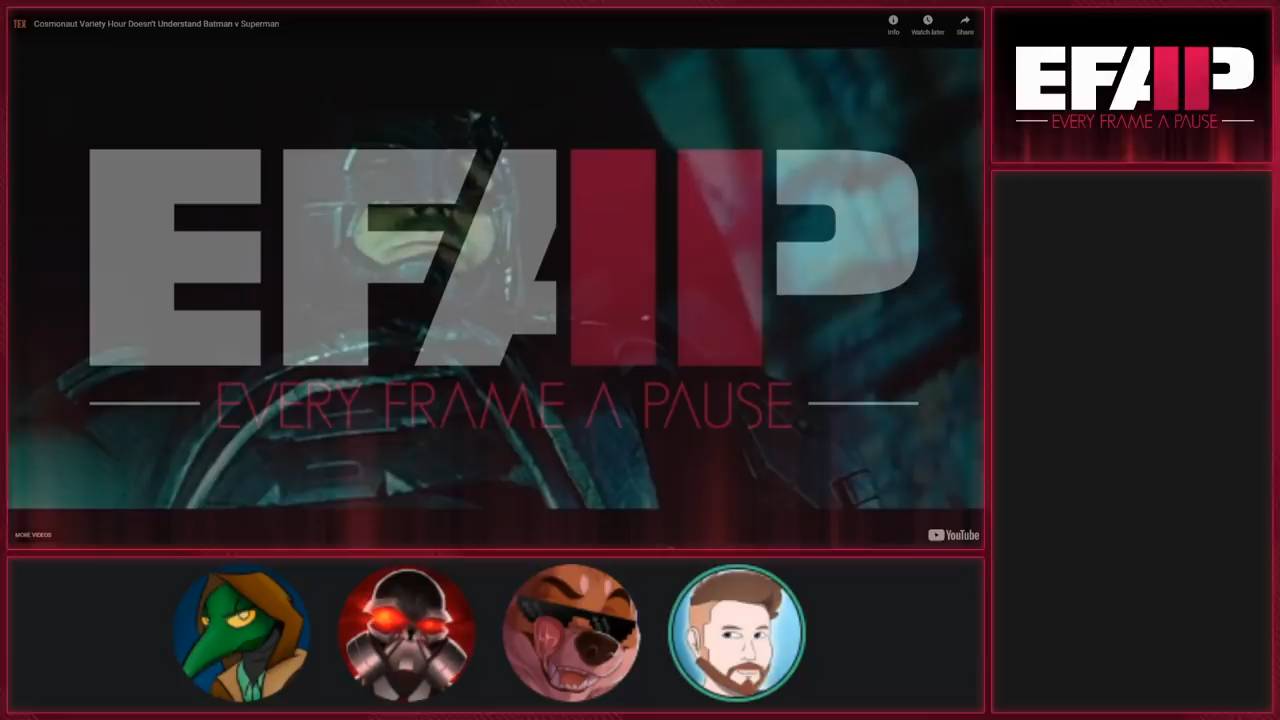 TEX Cosmonaut Variety Hour Doesn't Understand Batman v Superman
Info
Watch later
Share
EFAP
EVERY FRAME A PAUSE
MORE VIDEOS
YouTube
EFAP
EVERY FRAME A PAUSE